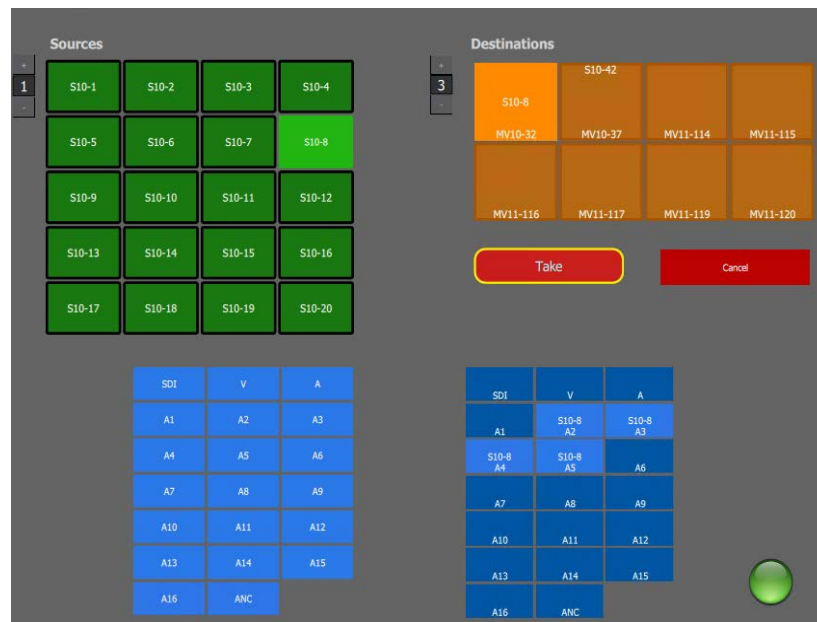 Sources
+
1
-
S10-1 S10-2 S10-3 S10-4
S10-5 S10-6 S10-7 S10-8
S10-9 S10-10 S10-11 S10-12
S10-13 S10-14 S10-15 S10-16
S10-17 S10-18 S10-19 S10-20
SDI V A
A1 A2 A3
A4 A5 A6
A7 A8 A9
A10 A11 A12
A13 A14 A15
A16 ANC
Destinations
+
3
-
S10-42
S10-8
MV10-32 MV10-37 MV11-114 MV11-115
MV11-116 MV11-117 MV11-119 MV11-120
Take Cancel
SDI V A
S10-8 S10-8
A1 A2 A3
S10-8 S10-8
A4 A5 A6
A7 A8 A9
A10 A11 A12
A13 A14 A15
A16 ANC